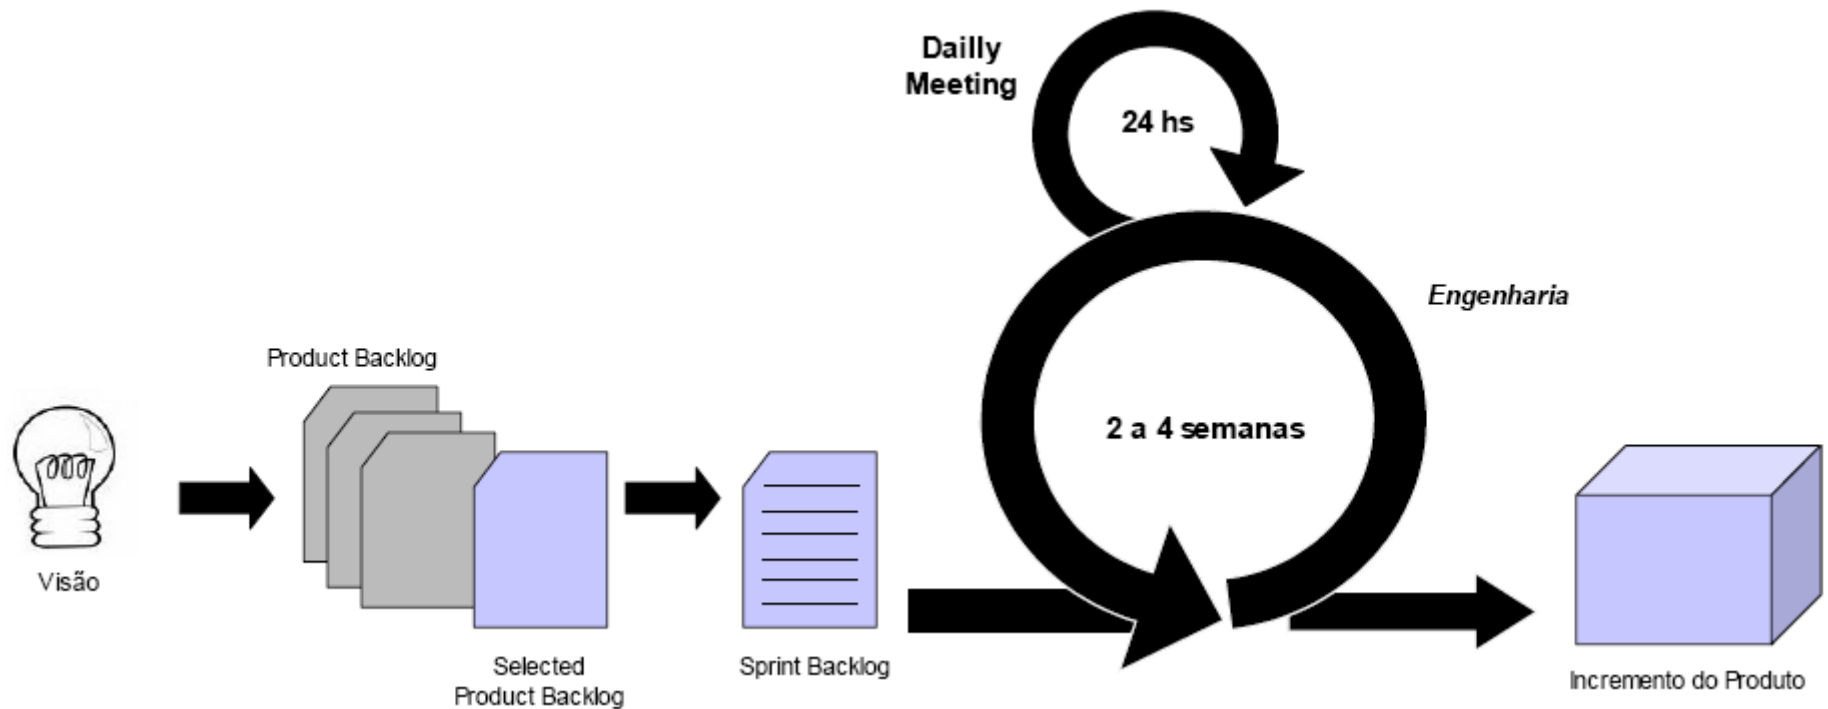 Dailly
Meeting
24 hs
Engenharia
Product Backlog
2 a 4 semanas
Visão
Selected
Product Backlog
Sprint Backlog
Incremento do Produto